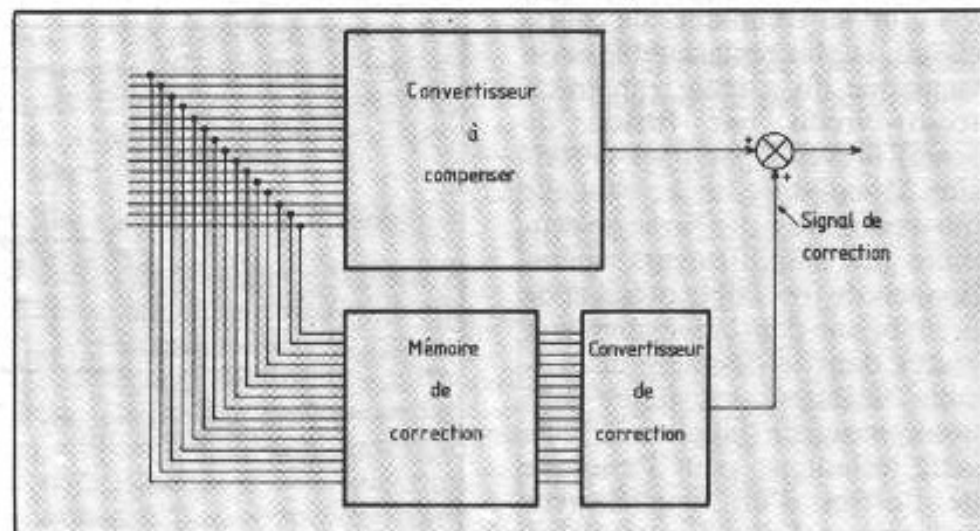 Convertisseur
à
compenser
+
+
Signal de
correction
Mémoire
de
correction
Convertisseur
de
correction